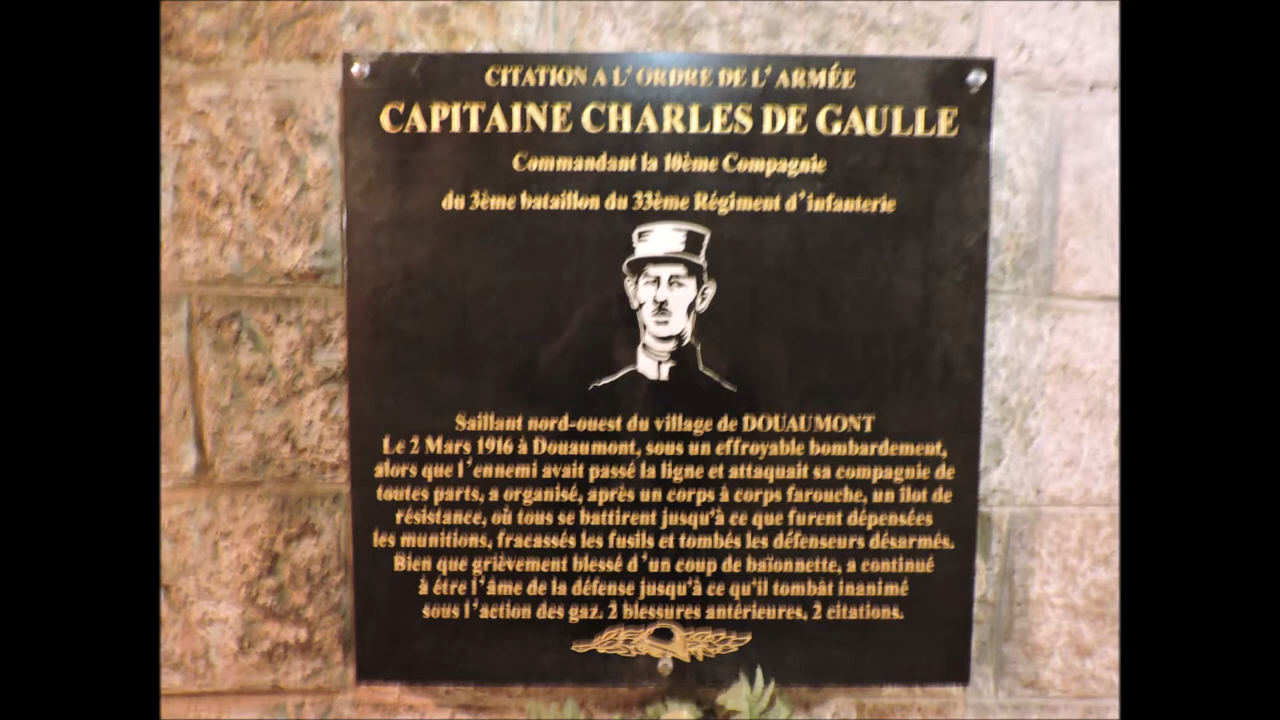 CITATION A L'ORDRE DE L'ARMÉE
CAPITAINE CHARLES DE GAULLE
Commandant la 10ème Compagnie
du 3ème bataillon du 33ème Régiment d'infanterie
Saillant nord-ouest du village de DOUAUMONT
Le 2 Mars 1916 à Douaumont, sous un effroyable bombardement,
alors que l'ennemi avait passé la ligne et attaquait sa compagnie de
toutes parts, a organisé, après un corps à corps farouche, un îlot de
résistance, où tous se battirent jusqu'à ce que furent dépensées
les munitions, fracassés les fusils et tombés les défenseurs désarmés.
Bien que grièvement blessé d'un coup de baïonnette, a continué
à être l'âme de la défense jusqu'à ce qu'il tombât inanimé
sous l'action des gaz. 2 blessures antérieures, 2 citations.